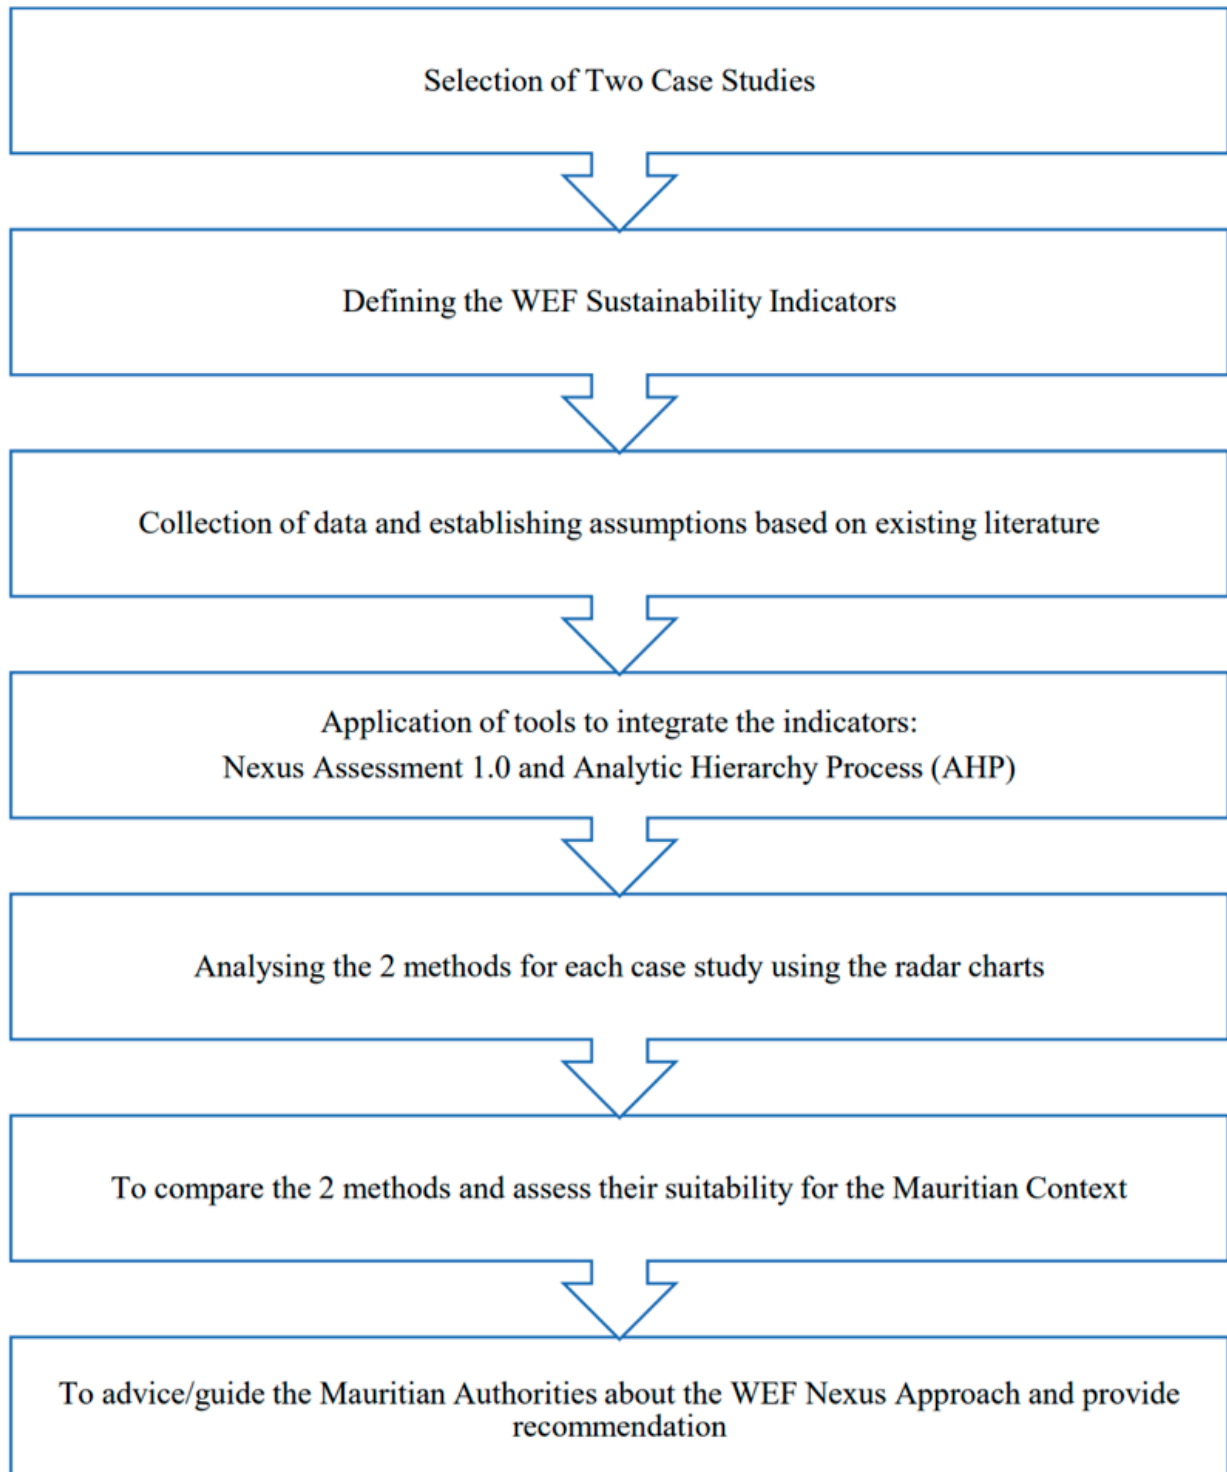 Selection of Two Case Studies
Defining the WEF Sustainability Indicators
Collection of data and establishing assumptions based on existing literature
Application of tools to integrate the indicators:
Nexus Assessment 1.0 and Analytic Hierarchy Process (AHP)
Analysing the 2 methods for each case study using the radar charts
To compare the 2 methods and assess their suitability for the Mauritian Context
To advice/guide the Mauritian Authorities about the WEF Nexus Approach and provide
recommendation